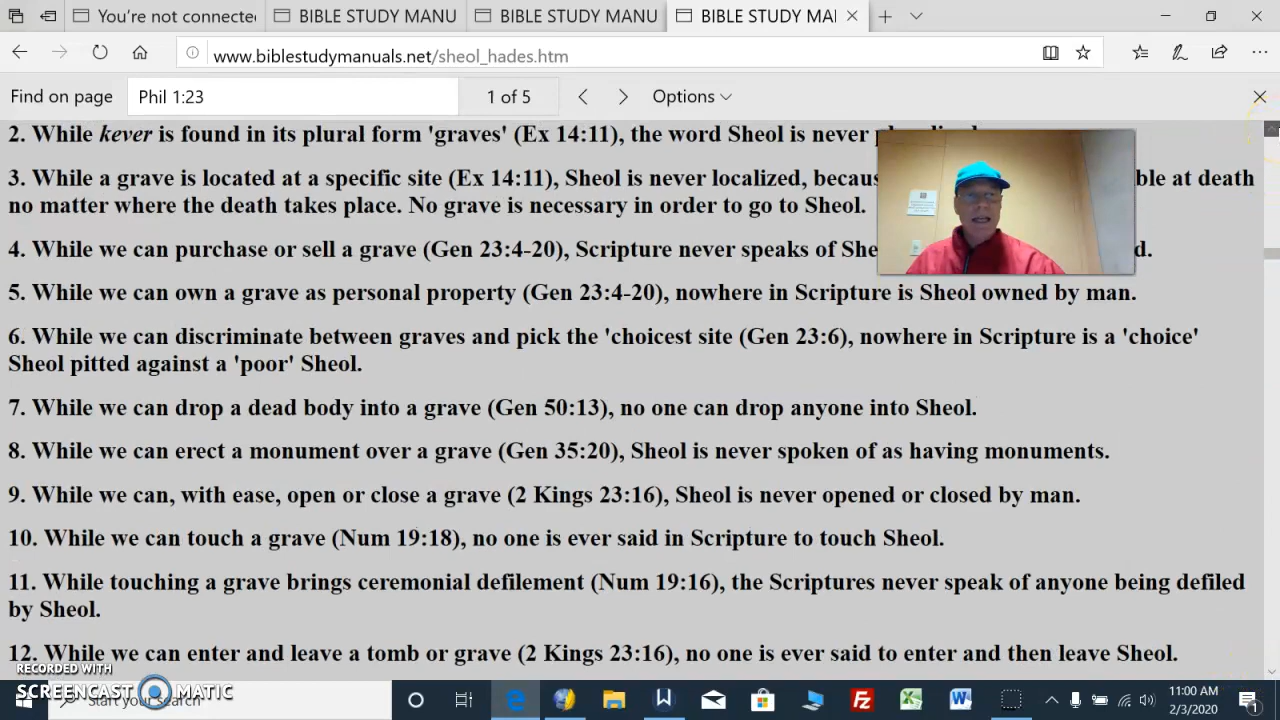 You're not connecte
BIBLE STUDY MANU
BIBLE STUDY MANU
BIBLE STUDY MAI
www.biblestudymanuals.net/sheol_hades.htm
Find on page
Phil 1:23
1 of 5
Options
2. While kever is found in its plural form 'graves' (Ex 14:11), the word Sheol is never
3. While a grave is located at a specific site (Ex 14:11), Sheol is never localized, at death
no matter where the death takes place. No grave is necessary in order to go to Sheol.
4. While we can purchase or sell a grave (Gen 23:4-20), Scripture never speaks of
5. While we can own a grave as personal property (Gen 23:4-20), nowhere in Scripture is Sheol owned by man.
6. While we can discriminate between graves and pick the 'choicest site (Gen 23:6), nowhere in Scripture is a 'choice'
Sheol pitted against a 'poor' Sheol.
7. While we can drop a dead body into a grave (Gen 50:13), no one can drop anyone into Sheol.
8. While we can erect a monument over a grave (Gen 35:20), Sheol is never spoken of as having monuments.
9. While we can, with ease, open or close a grave (2 Kings 23:16), Sheol is never opened or closed by man.
10. While we can touch a grave (Num 19:18), no one is ever said in Scripture to touch Sheol.
11. While touching a grave brings ceremonial defilement (Num 19:16), the Scriptures never speak of anyone being defiled
by Sheol.
12. While we can enter and leave a tomb or grave (2 Kings 23:16), no one is ever said to enter and then leave Sheol.
RECORDED WITH
SCREENCAST MATIC
Start your search
11:00 AM
2/3/2020